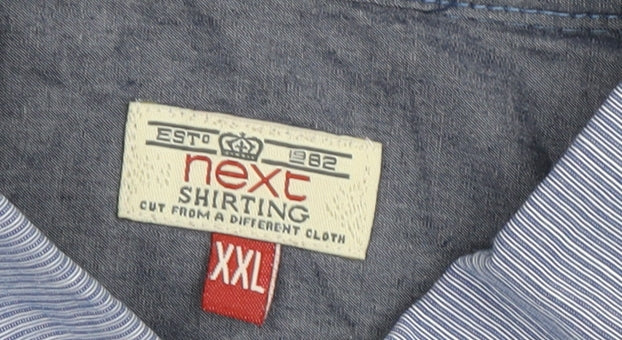 ESTD 1982
next
SHIRTING
CUT FROM A DIFFERENT CLOTH
XXL